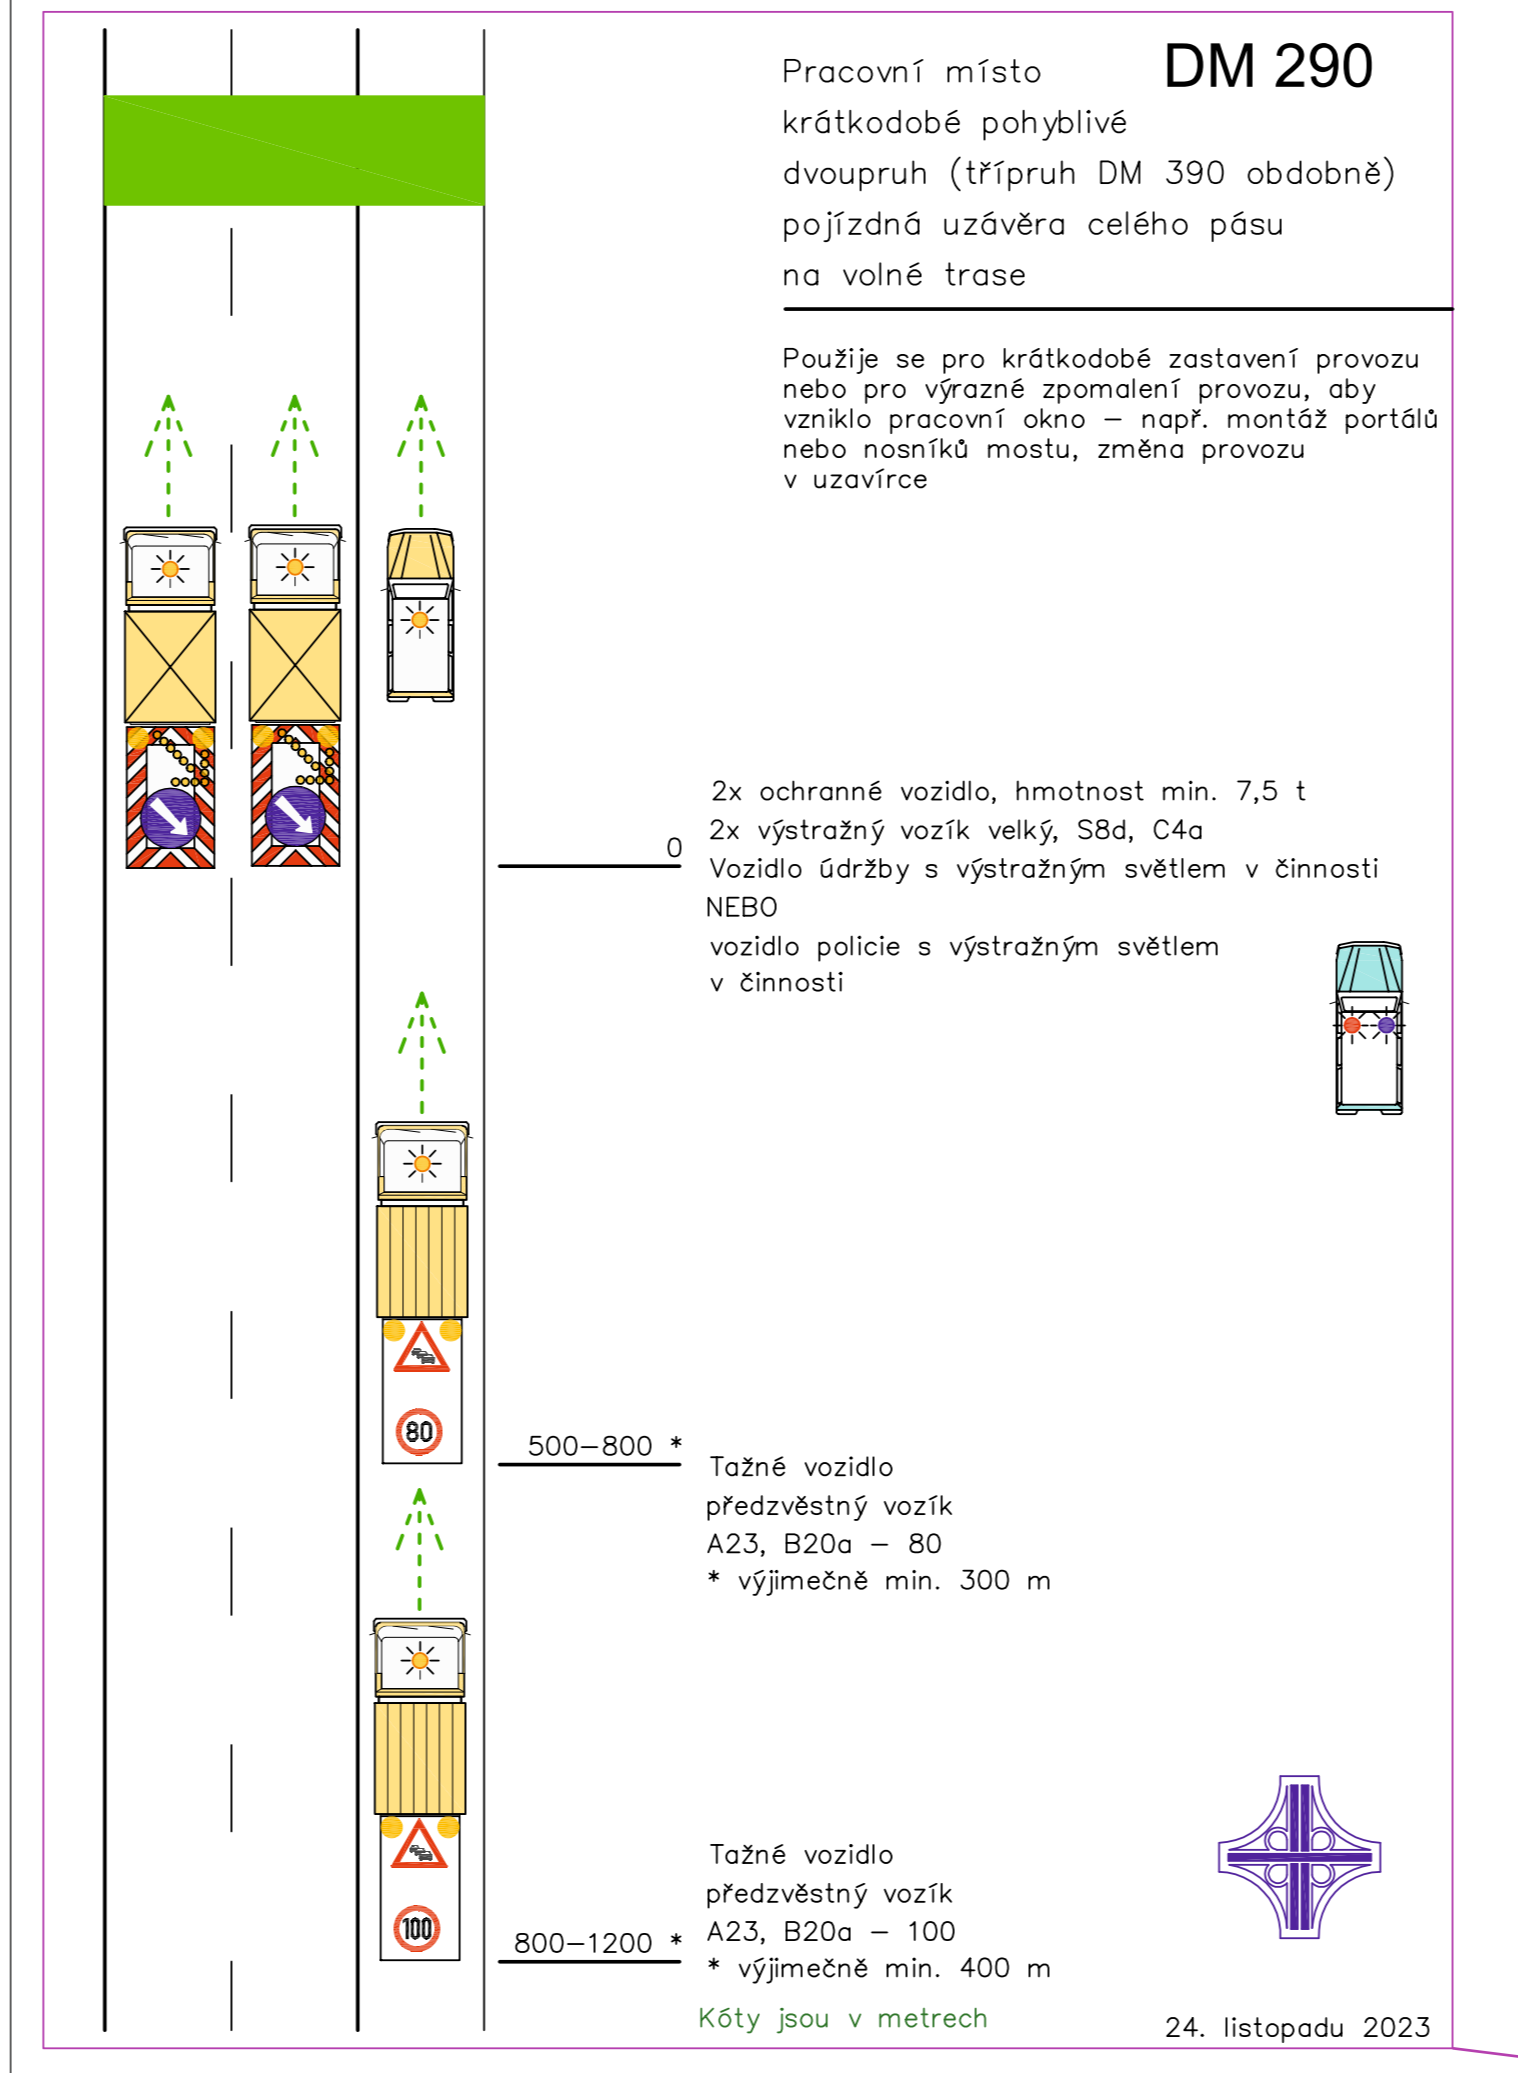 Pracovní místo DM 290
krátkodobé pohyblivé
dvoupruh (třípruh DM 390 obdobně)
pojízdná uzávěra celého pásu
na volné trase
Použije se pro krátkodobé zastavení provozu
nebo pro výrazné zpomalení provozu, aby
vzniklo pracovní okno – např. montáž portálů
nebo nosníků mostu, změna provozu
v uzavírce
2x ochranné vozidlo, hmotnost min. 7,5 t
2x výstražný vozík velký, S8d, C4a
0
Vozidlo údržby s výstražným světlem v činnosti
NEBO
vozidlo policie s výstražným světlem
v činnosti
80
500–800 *
Tažné vozidlo
předzvěstný vozík
A23, B20a – 80
* výjimečně min. 300 m
Tažné vozidlo
předzvěstný vozík
100
800–1200 *
A23, B20a – 100
* výjimečně min. 400 m
Kóty jsou v metrech
24. listopadu 2023